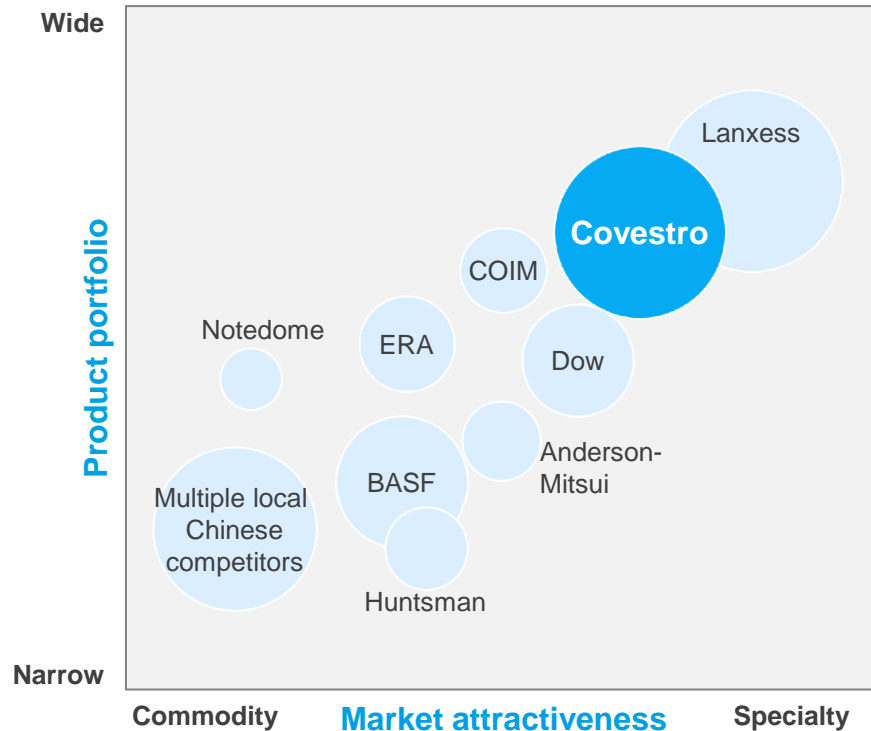 Wide
Lanxess
Covestro
COIM
Notedome
ERA
Dow
Product portfolio
Anderson-
Mitsui
BASF
Multiple local
Chinese
competitors
Huntsman
Narrow
Commodity
Market attractiveness
Specialty